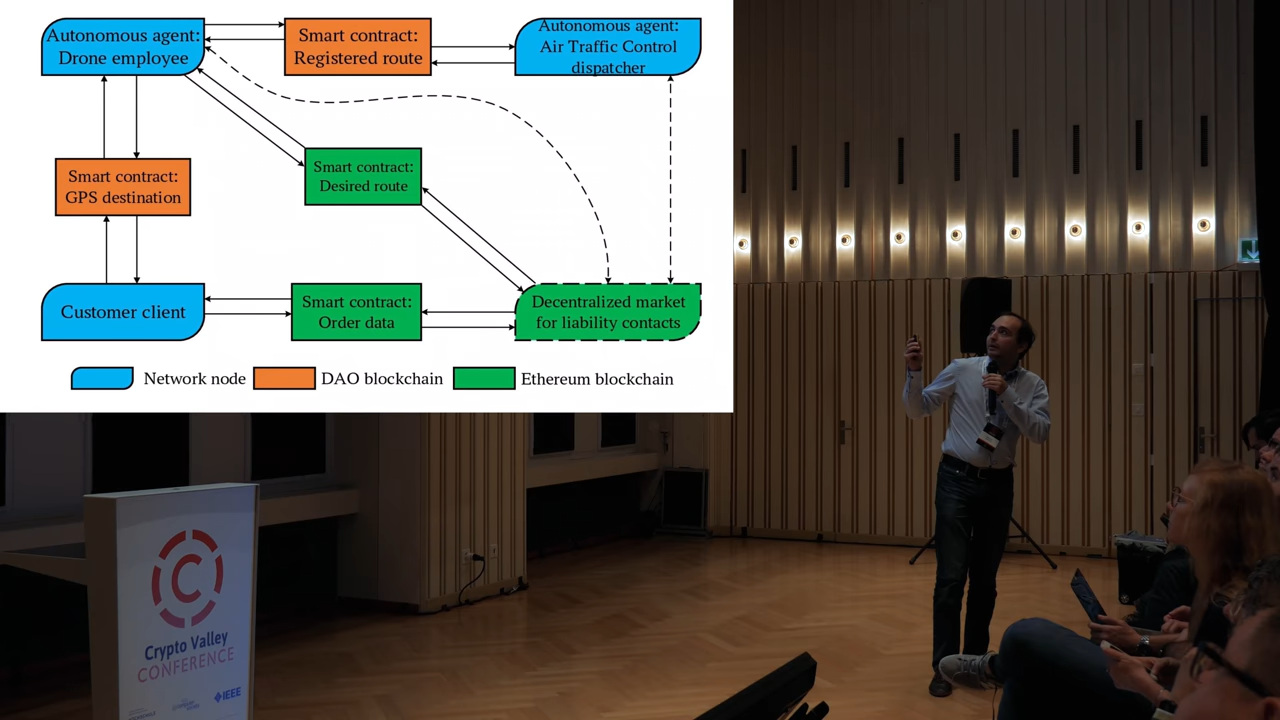 Autonomous agent:
Drone employee
Smart contract:
Registered route
Autonomous agent:
Air Traffic Control
dispatcher
Smart contract:
GPS destination
Smart contract:
Desired route
Customer client
Smart contract:
Order data
Decentralized market
for liability contacts
Network node
DAO blockchain
Ethereum blockchain
C
Crypto Valley
CONFERENCE
IEEE